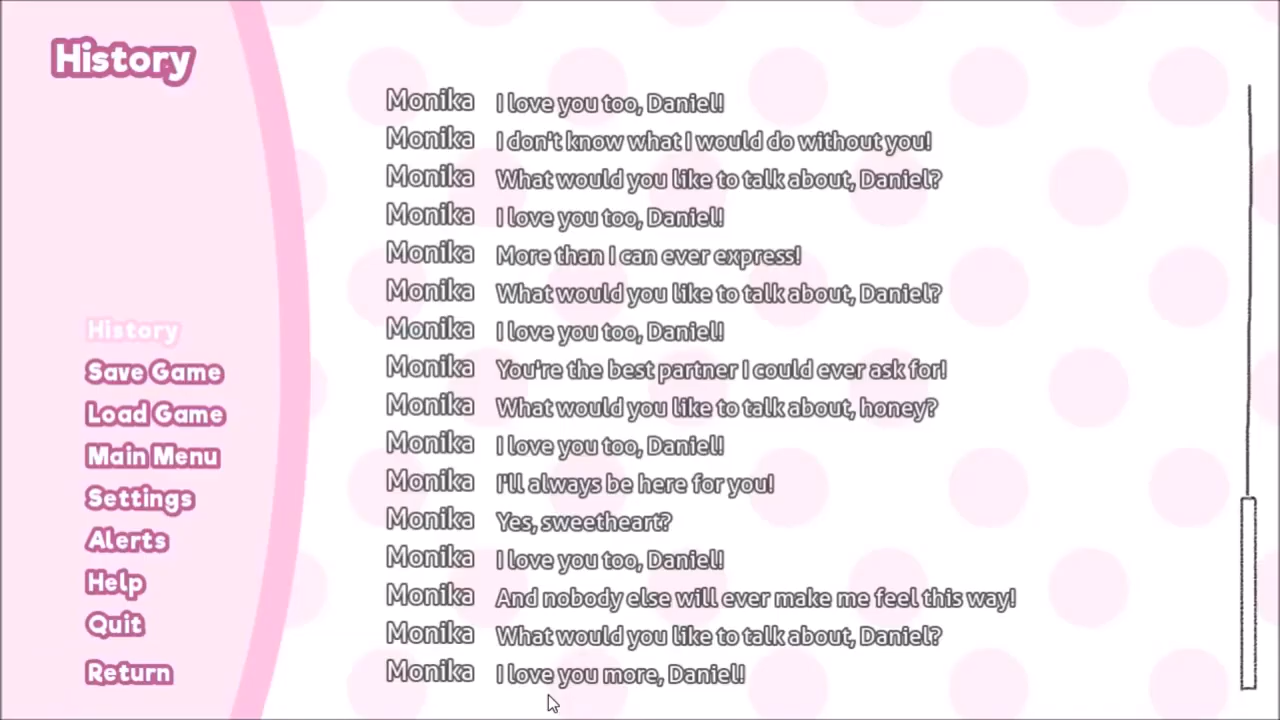 History
Monika I love you too, Daniel!
Monika I don't know what I would do without you!
Monika What would you like to talk about, Daniel?
Monika I love you too, Daniel!
Monika More than I can ever express!
Monika What would you like to talk about, Daniel?
Monika I love you too, Daniel!
Monika You're the best partner I could ever ask for!
Monika What would you like to talk about, honey?
Monika I love you too, Daniel!
Monika I'll always be here for you!
Monika Yes, sweetheart?
Monika I love you too, Daniel!
Monika And nobody else will ever make me feel this way!
Monika What would you like to talk about, Daniel?
Monika I love you more, Daniel!
History
Save Game
Load Game
Main Menu
Settings
Alerts
Help
Quit
Return